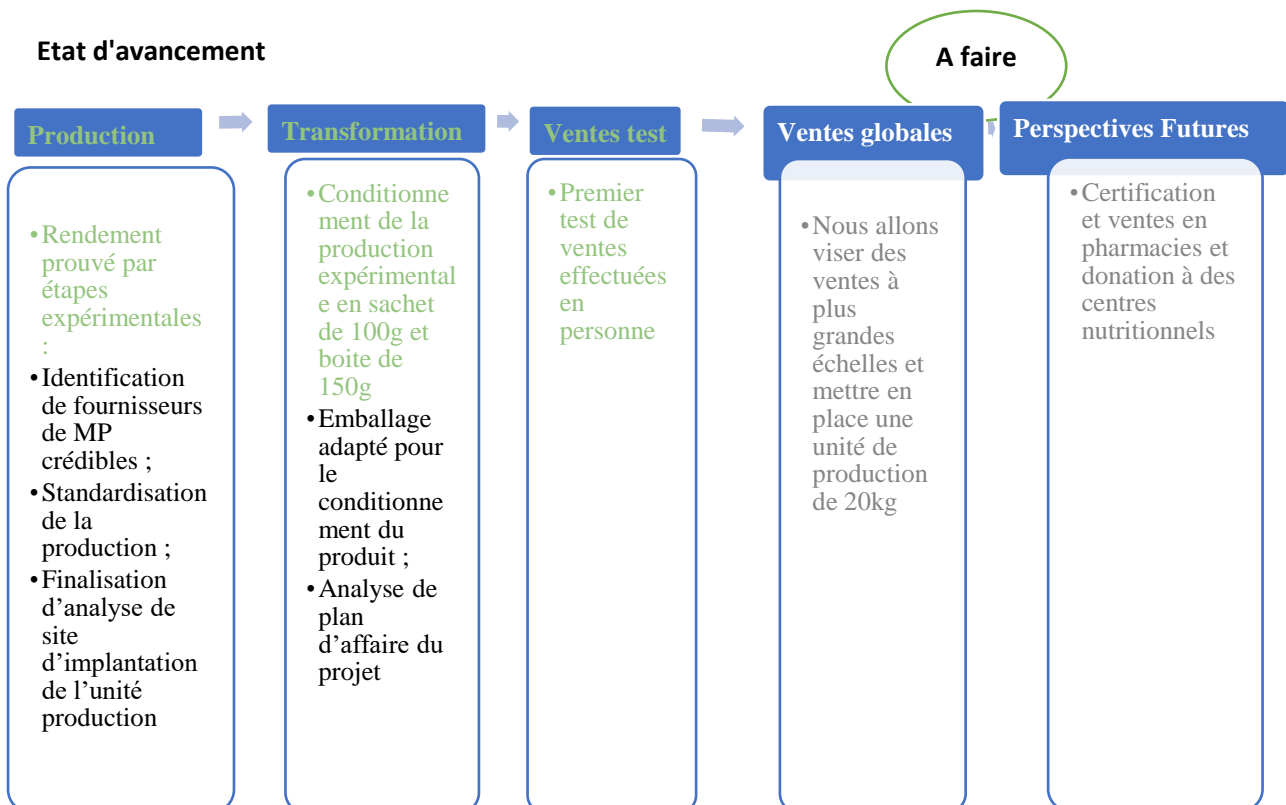 Etat d'avancement
A faire
Production
•Rendement
prouvé par
étapes
expérimentales
:
•Identification
de fournisseurs
de MP
crédibles ;
•Standardisation
de la
production ;
•Finalisation
d’analyse de
site
d’implantation
de l’unité
production
Transformation
•Conditionne
ment de la
production
expérimental
e en sachet
de 100g et
boite de
150g
•Emballage
adapté pour
le
conditionne
ment du
produit ;
•Analyse de
plan
d’affaire du
projet
Ventes test
•Premier
test de
ventes
effectuées
en
personne
Ventes globales
•Nous allons
viser des
ventes à
plus
grandes
échelles et
mettre en
place une
unité de
production
de 20kg
Perspectives Futures
•Certification
et ventes en
pharmacies et
donation à des
centres
nutritionnels